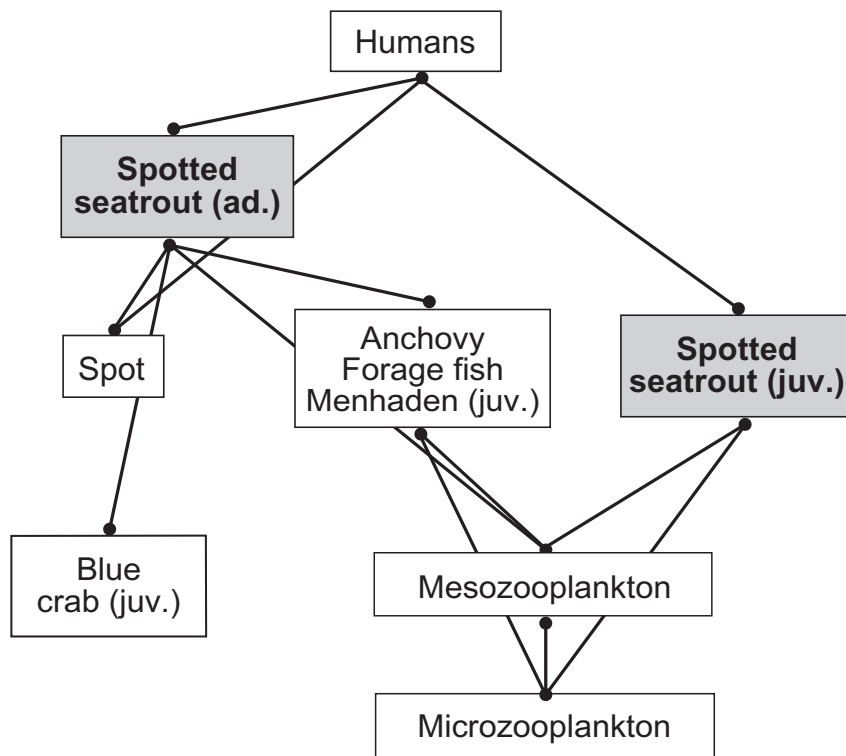 Humans
Spotted
seatrout (ad.)
Spot
Anchovy
Forage fish
Menhaden (juv.)
Spotted
seatrout (juv.)
Blue
crab (juv.)
Mesozooplankton
Microzooplankton